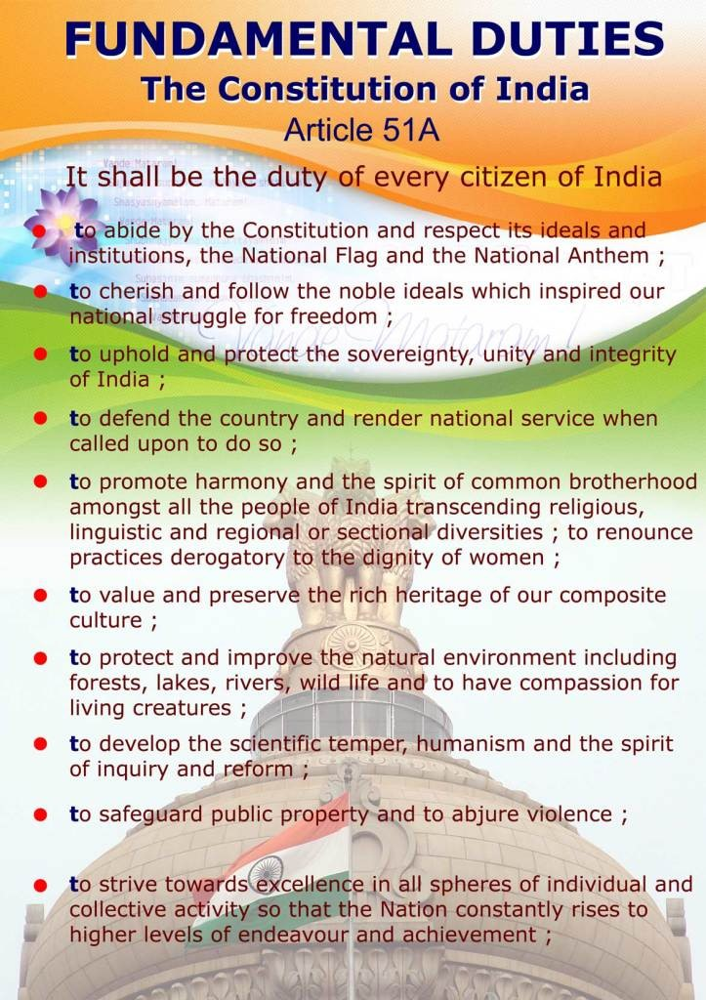 FUNDAMENTAL DUTIES
The Constitution of India
Article 51A
Vande Mataram!
It shall be the duty of every citizen of India
Shasyashyamalam, Mataram!
• to abide by the Constitution and respect its ideals and
institutions, the National Flag and the National Anthem ;
• to cherish and follow the noble ideals which inspired our
national struggle for freedom ;
Vande Mataram!
• to uphold and protect the sovereignty, unity and integrity
of India ;
• to defend the country and render national service when
called upon to do so ;
• to promote harmony and the spirit of common brotherhood
amongst all the people of India transcending religious,
linguistic and regional or sectional diversities ; to renounce
practices derogatory to the dignity of women ;
• to value and preserve the rich heritage of our composite
culture ;
• to protect and improve the natural environment including
forests, lakes, rivers, wild life and to have compassion for
living creatures ;
• to develop the scientific temper, humanism and the spirit
of inquiry and reform ;
• to safeguard public property and to abjure violence ;
• to strive towards excellence in all spheres of individual and
collective activity so that the Nation constantly rises to
higher levels of endeavour and achievement ;